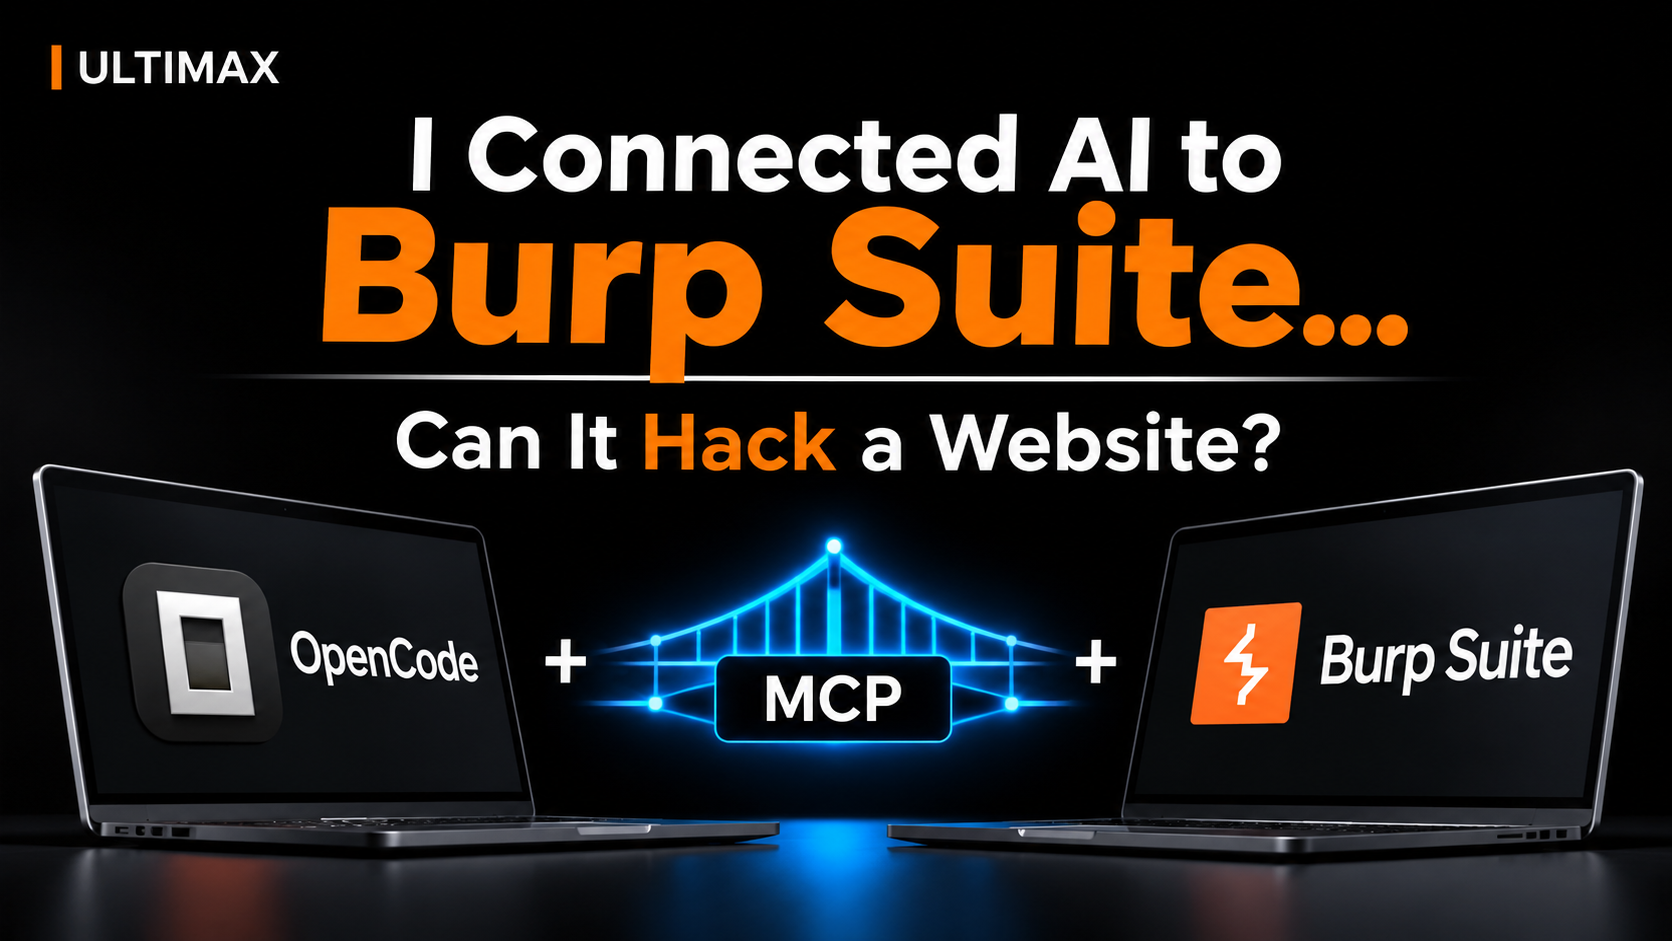 ULTIMAX
I Connected AI to
Burp Suite...
Can It Hack a Website?
OpenCode
+
MCP
+
Burp Suite